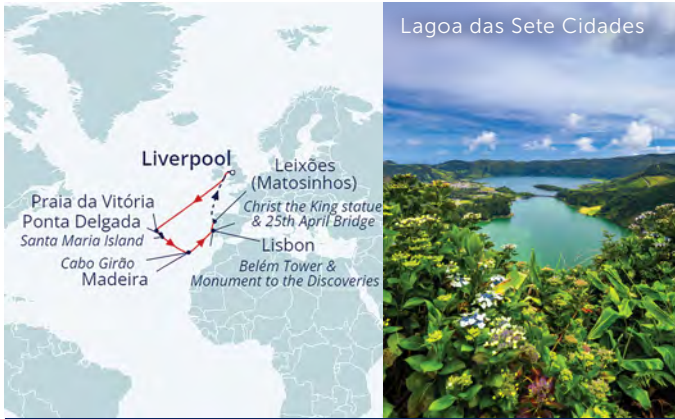 Lagoa das Sete Cidades
Liverpool
Leixões
(Matosinhos)
Christ the King statue
& 25th April Bridge
Lisbon
Belém Tower &
Monument to the Discoveries
Praia da Vitória
Ponta Delgada
Santa Maria Island
Cabo Girão
Madeira